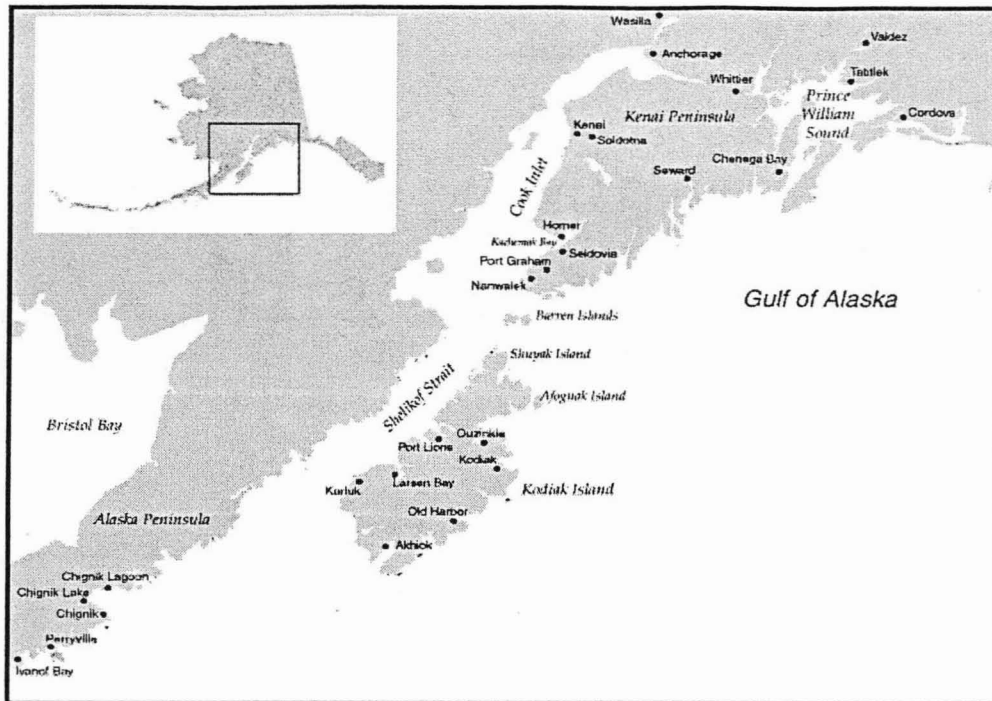 Wasilla
Valdez
Anchorage
Tatitlek
Whittier
Prince
William
Sound
Cordova
Kenai Peninsula
Kenai
Soldotna
Chenega Bay
Seward
Cook Inlet
Homer
Kachemak Bay
Seldovia
Port Graham
Nanwalek
Gulf of Alaska
Barren Islands
Shuyak Island
Shelikof Strait
Afognak Island
Bristol Bay
Ouzinkie
Port Lions
Kodiak
Larsen Bay
Karluk
Kodiak Island
Old Harbor
Alaska Peninsula
Akhiok
Chignik Lagoon
Chignik Lake
Chignik
Perryville
Ivanof Bay